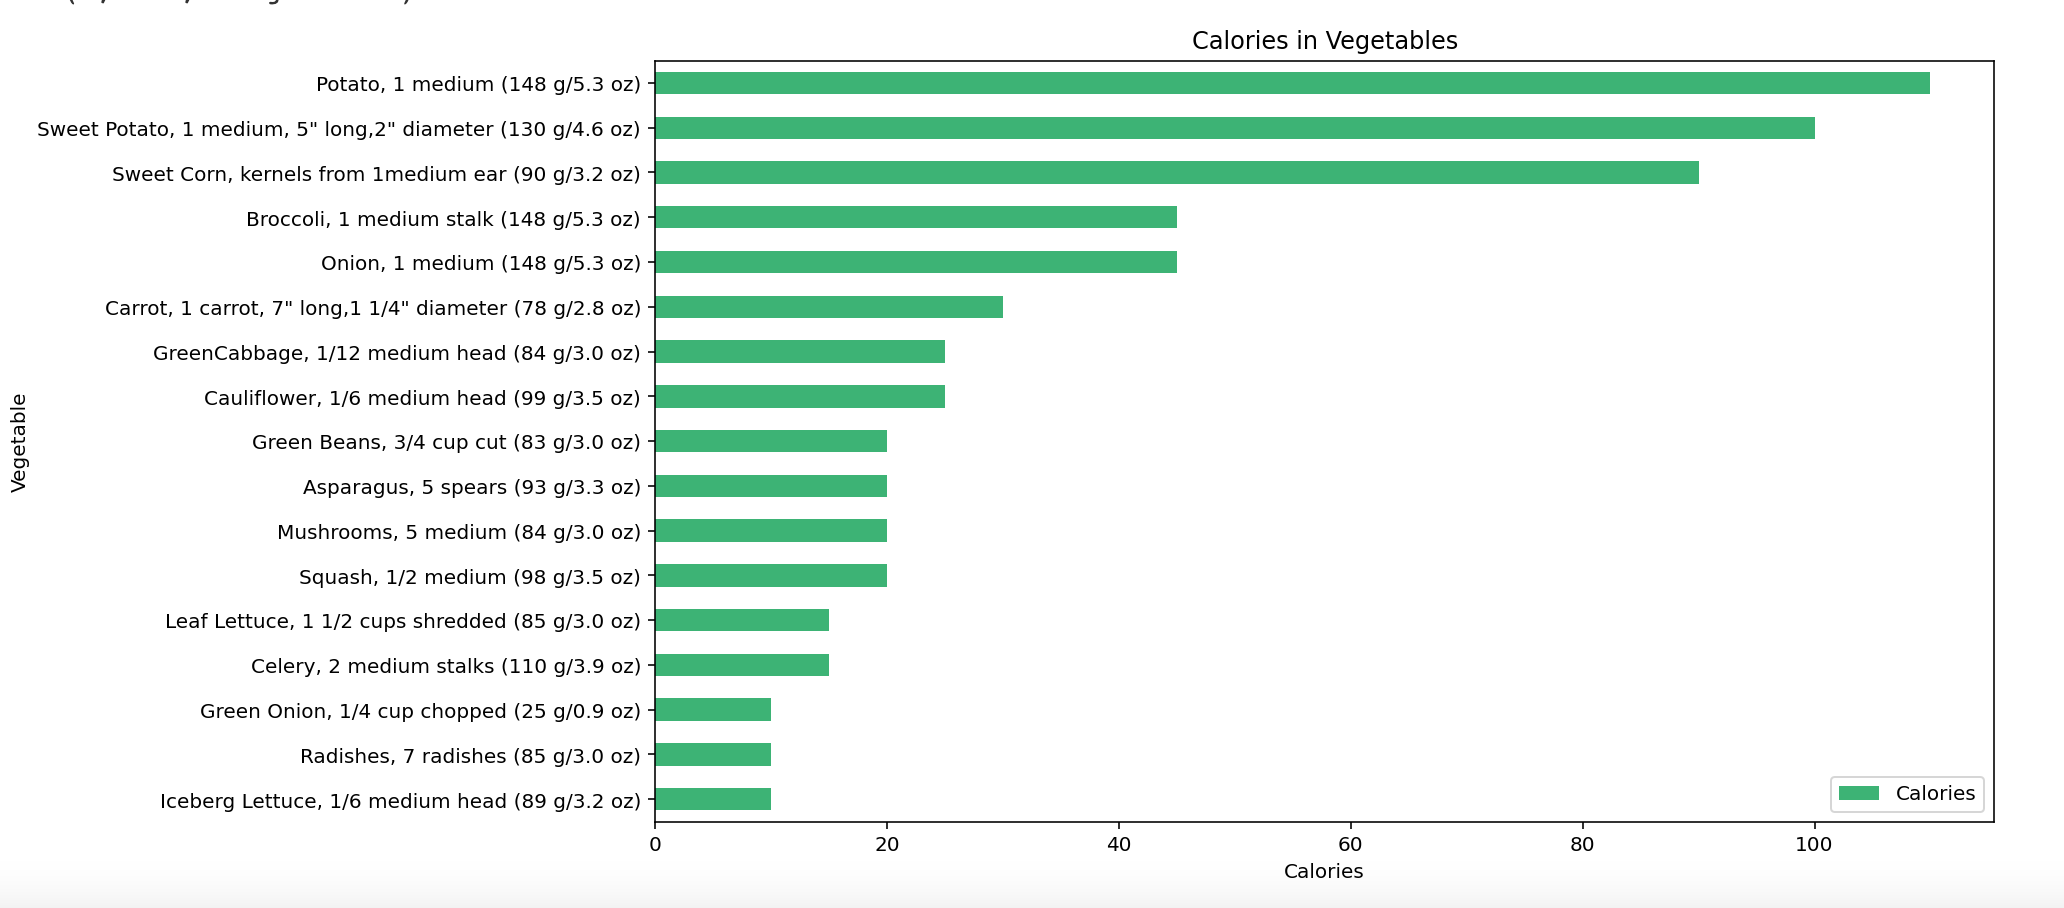 Calories in Vegetables
Potato, 1 medium (148 g/5.3 oz)
Sweet Potato, 1 medium, 5" long,2" diameter (130 g/4.6 oz)
Sweet Corn, kernels from 1medium ear (90 g/3.2 oz)
Broccoli, 1 medium stalk (148 g/5.3 oz)
Onion, 1 medium (148 g/5.3 oz)
Carrot, 1 carrot, 7" long,1 1/4" diameter (78 g/2.8 oz)
GreenCabbage, 1/12 medium head (84 g/3.0 oz)
Cauliflower, 1/6 medium head (99 g/3.5 oz)
Green Beans, 3/4 cup cut (83 g/3.0 oz)
Asparagus, 5 spears (93 g/3.3 oz)
Mushrooms, 5 medium (84 g/3.0 oz)
Squash, 1/2 medium (98 g/3.5 oz)
Leaf Lettuce, 1 1/2 cups shredded (85 g/3.0 oz)
Celery, 2 medium stalks (110 g/3.9 oz)
Green Onion, 1/4 cup chopped (25 g/0.9 oz)
Radishes, 7 radishes (85 g/3.0 oz)
Iceberg Lettuce, 1/6 medium head (89 g/3.2 oz)
Vegetable
Calories
0 20 40 60 80 100
Calories